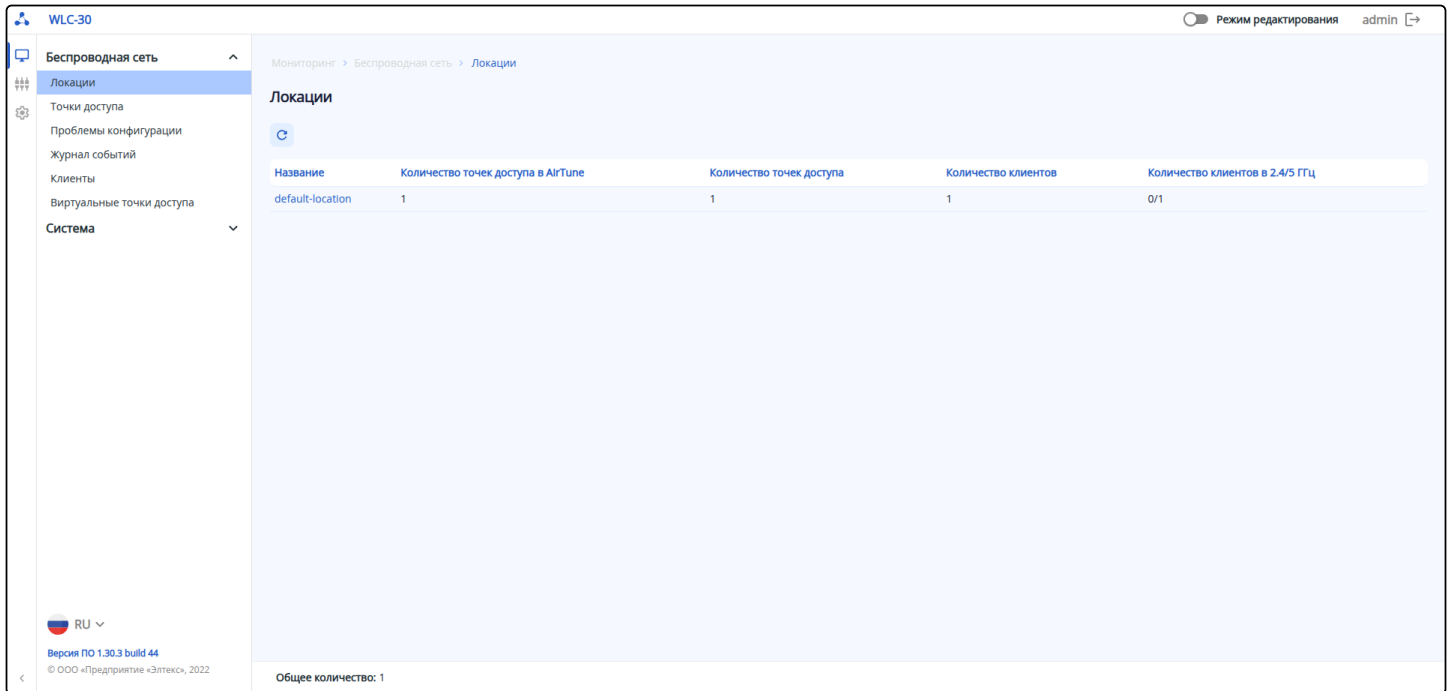 WLC-30
Режим редактирования
admin
Беспроводная сеть
Локации
Точки доступа
Проблемы конфигурации
Журнал событий
Клиенты
Виртуальные точки доступа
Система
Мониторинг > Беспроводная сеть > Локации
Локации
Название Количество точек доступа в AirTune Количество точек доступа Количество клиентов Количество клиентов в 2.4/5 ГГц
default-location 1 1 1 0/1
RU
Версия ПО 1.30.3 build 44
© ООО «Предприятие «Элтекс», 2022
Общее количество: 1